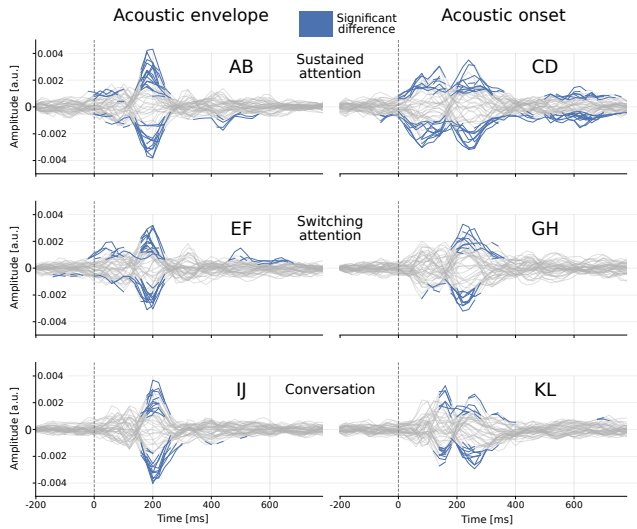 Acoustic envelope
Significant
difference
Acoustic onset
Amplitude [a.u.]
0.004
0.002
0
-0.002
-0.004
AB
Sustained
attention
CD
Amplitude [a.u.]
0.004
0.002
0
-0.002
-0.004
EF
Switching
attention
GH
Amplitude [a.u.]
0.004
0.002
0
-0.002
-0.004
IJ
Conversation
KL
-200 0 200 400 600
-200 0 200 400 600
Time [ms]
Time [ms]